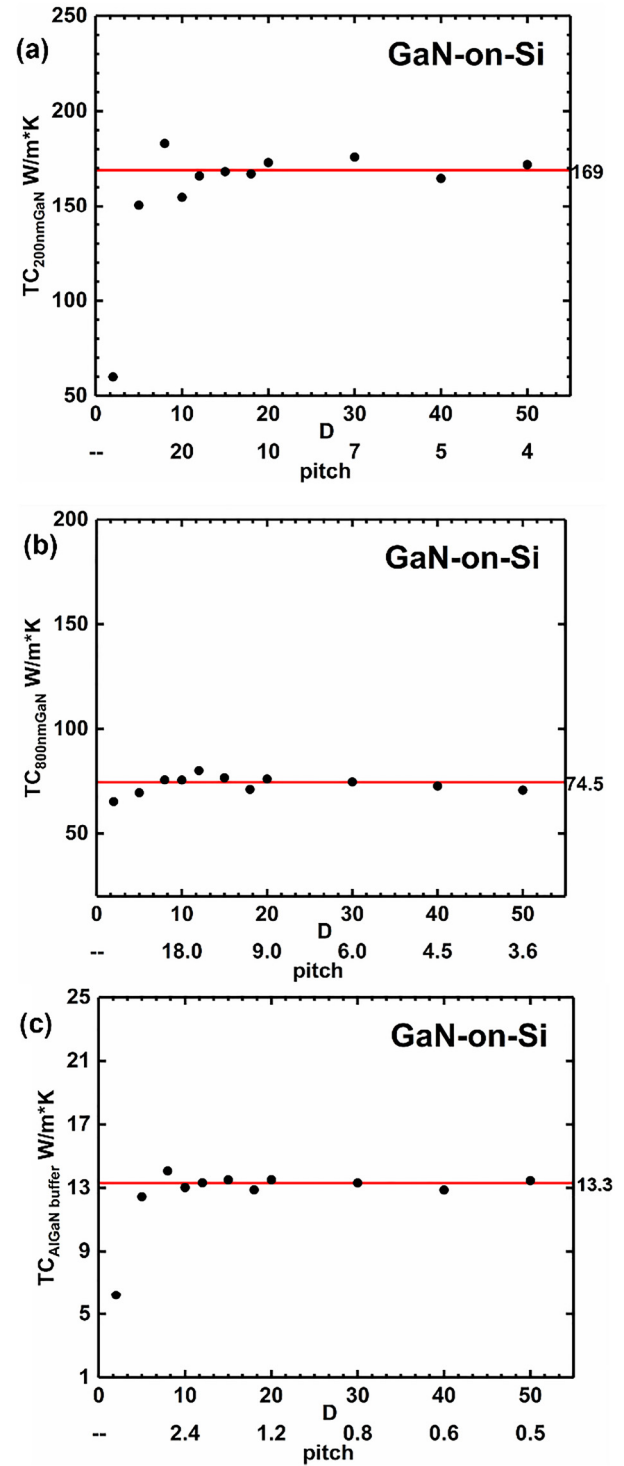 (a)
GaN-on-Si
250
200
150
100
50
TC200nmGaN W/m*K
169
0 10 20 30 40 50
D
-- 20 10 7 5 4
pitch
(b)
GaN-on-Si
200
150
100
50
TC800nmGaN W/m*K
74.5
0 10 20 30 40 50
D
-- 18.0 9.0 6.0 4.5 3.6
pitch
(c)
GaN-on-Si
25
21
17
13
9
5
1
TCAlGaN buffer W/m*K
13.3
0 10 20 30 40 50
D
-- 2.4 1.2 0.8 0.6 0.5
pitch